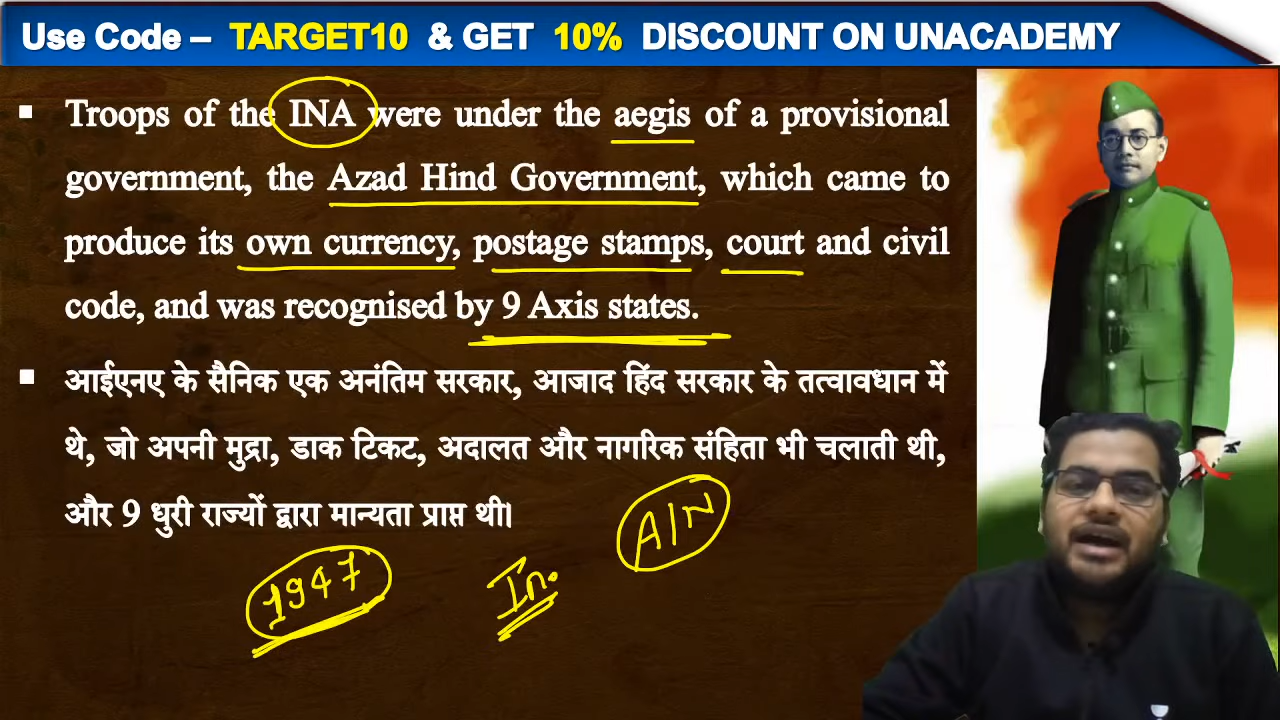 Use Code – TARGET10 & GET 10% DISCOUNT ON UNACADEMY
▪ Troops of the INA were under the aegis of a provisional
government, the Azad Hind Government, which came to
produce its own currency, postage stamps, court and civil
code, and was recognised by 9 Axis states.
▪ आईएनए के सैनिक एक अनंतिम सरकार, आजाद हिंद सरकार के तत्वावधान में
थे, जो अपनी मुद्रा, डाक टिकट, अदालत और नागरिक संहिता भी चलाती थी,
और 9 धुरी राज्यों द्वारा मान्यता प्राप्त थी।
A/N
1947 In.